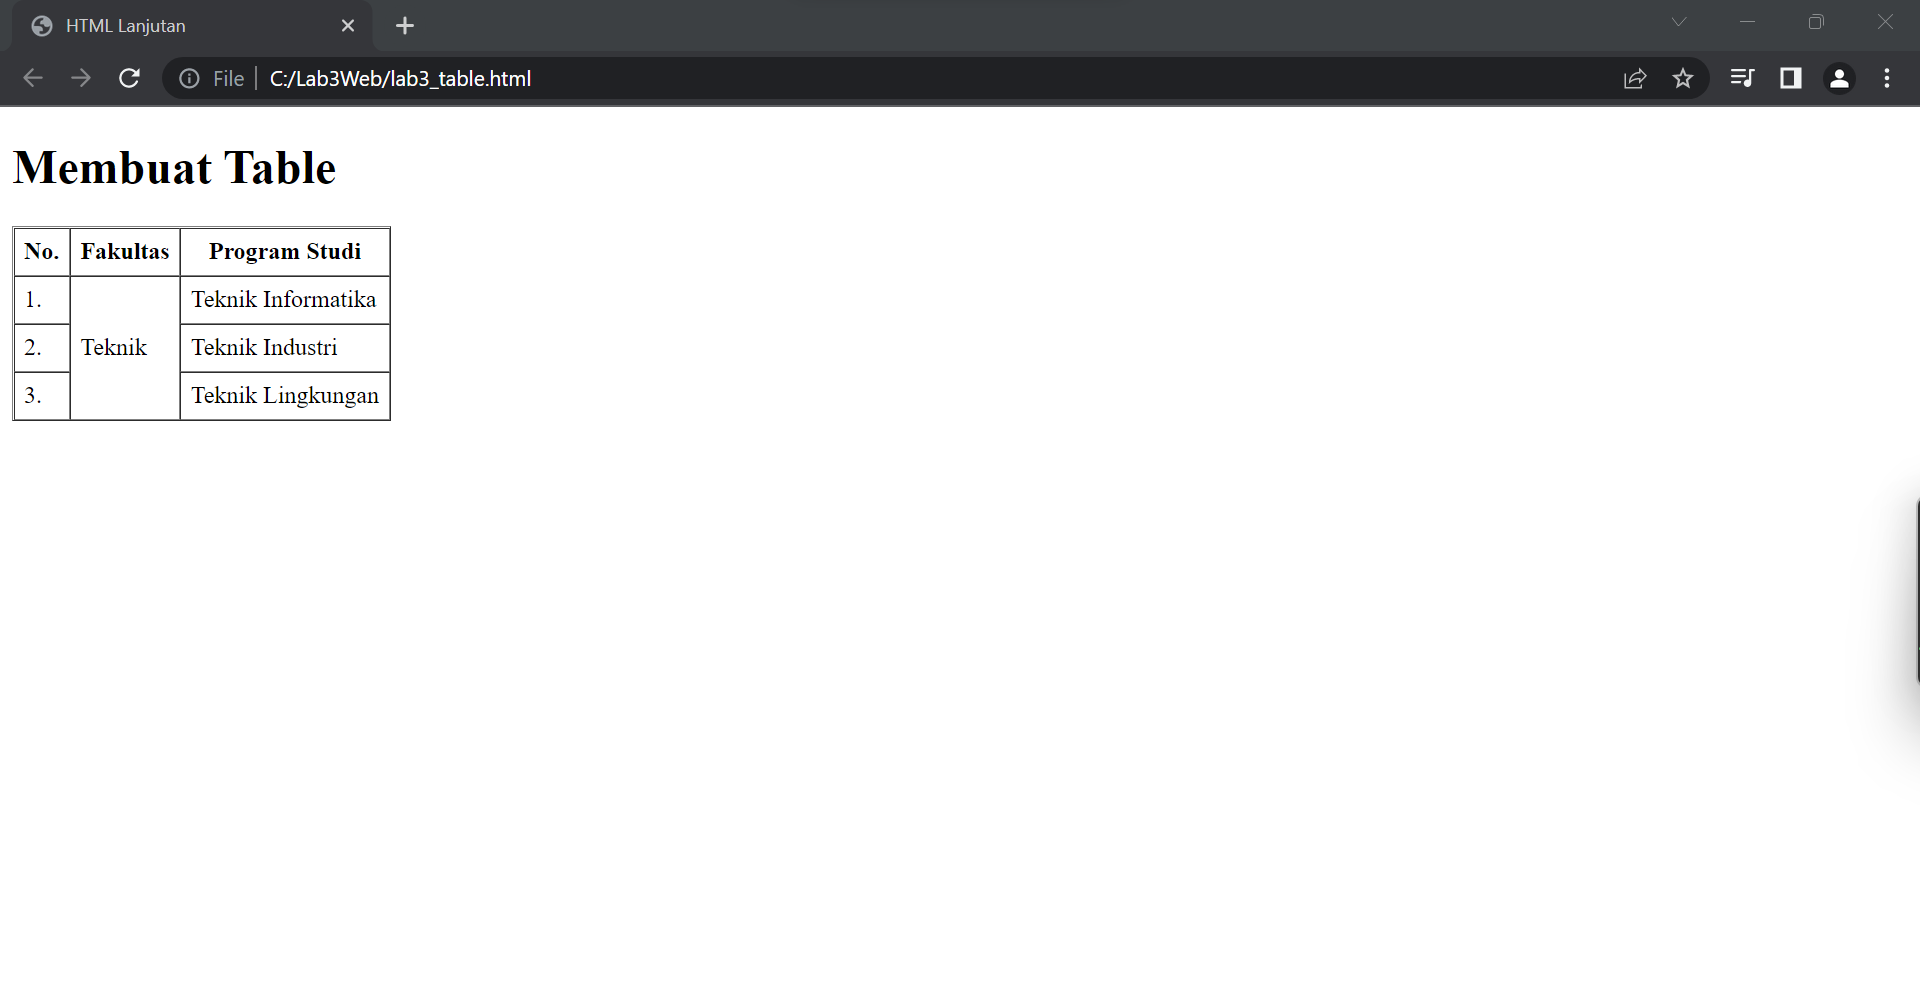 HTML Lanjutan
File C:/Lab3Web/lab3_table.html
Membuat Table
No. Fakultas Program Studi
1. Teknik Informatika
2. Teknik Teknik Industri
3. Teknik Lingkungan